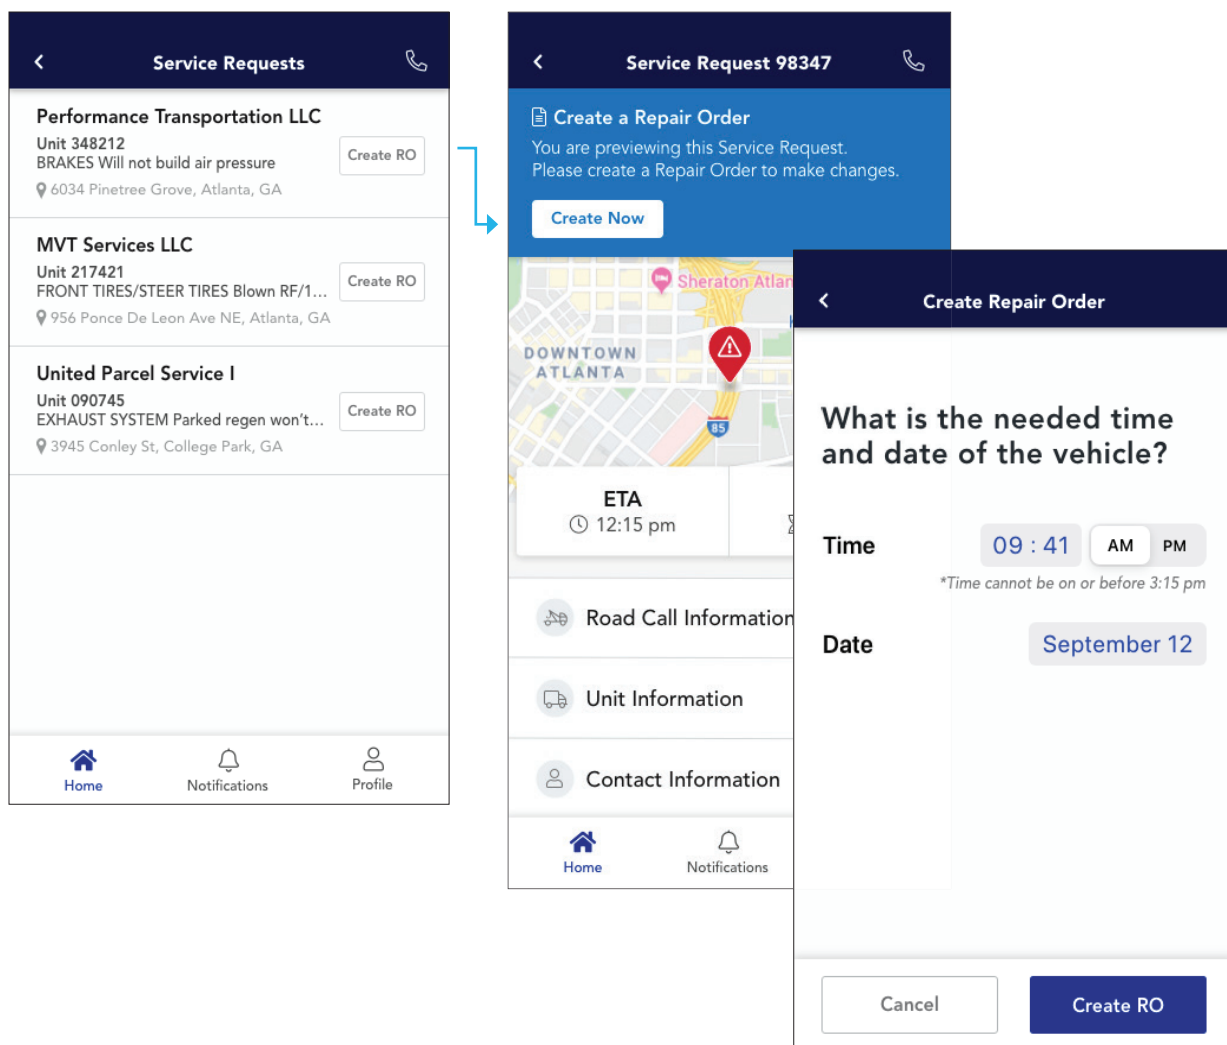 Service Requests
Performance Transportation LLC
Unit 348212
BRAKES Will not build air pressure
Create RO
6034 Pinetree Grove, Atlanta, GA
MVT Services LLC
Unit 217421
FRONT TIRES/STEER TIRES Blown RF/1...
Create RO
956 Ponce De Leon Ave NE, Atlanta, GA
United Parcel Service I
Unit 090745
EXHAUST SYSTEM Parked regen won't...
Create RO
3945 Conley St, College Park, GA
Home
Notifications
Profile
Service Request 98347
Create a Repair Order
You are previewing this Service Request.
Please create a Repair Order to make changes.
Create Now
Sheraton Atlan
DOWNTOWN
ATLANTA
85
ETA
12:15 pm
Road Call Information
Unit Information
Contact Information
Home
Notifications
Create Repair Order
What is the needed time
and date of the vehicle?
Time
09 : 41
AM
PM
*Time cannot be on or before 3:15 pm
Date
September 12
Cancel
Create RO